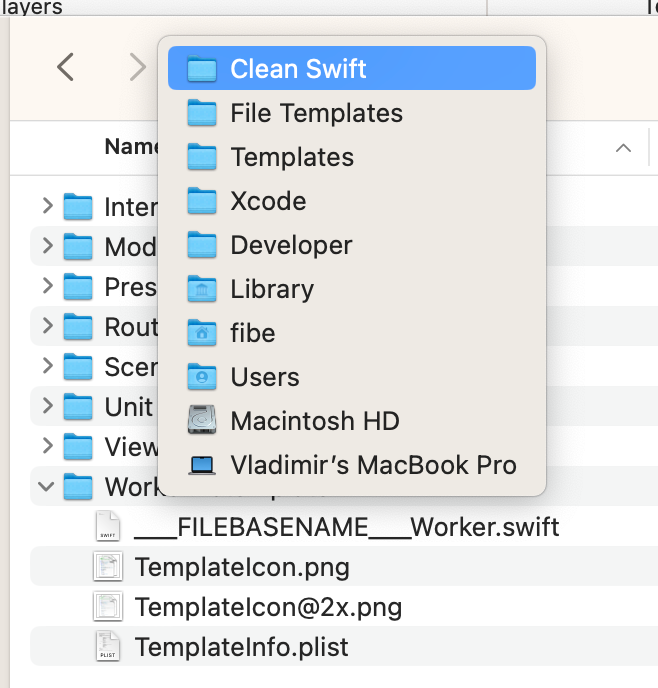 layers
Clean Swift
File Templates
Templates
Xcode
Developer
Library
fibe
Users
Macintosh HD
Vladimir’s MacBook Pro
Name
Inter
Mod
Pres
Rout
Scen
Unit
View
Work
___FILEBASENAME___Worker.swift
SWIFT
TemplateIcon.png
TemplateIcon@2x.png
TemplateInfo.plist
PLIST